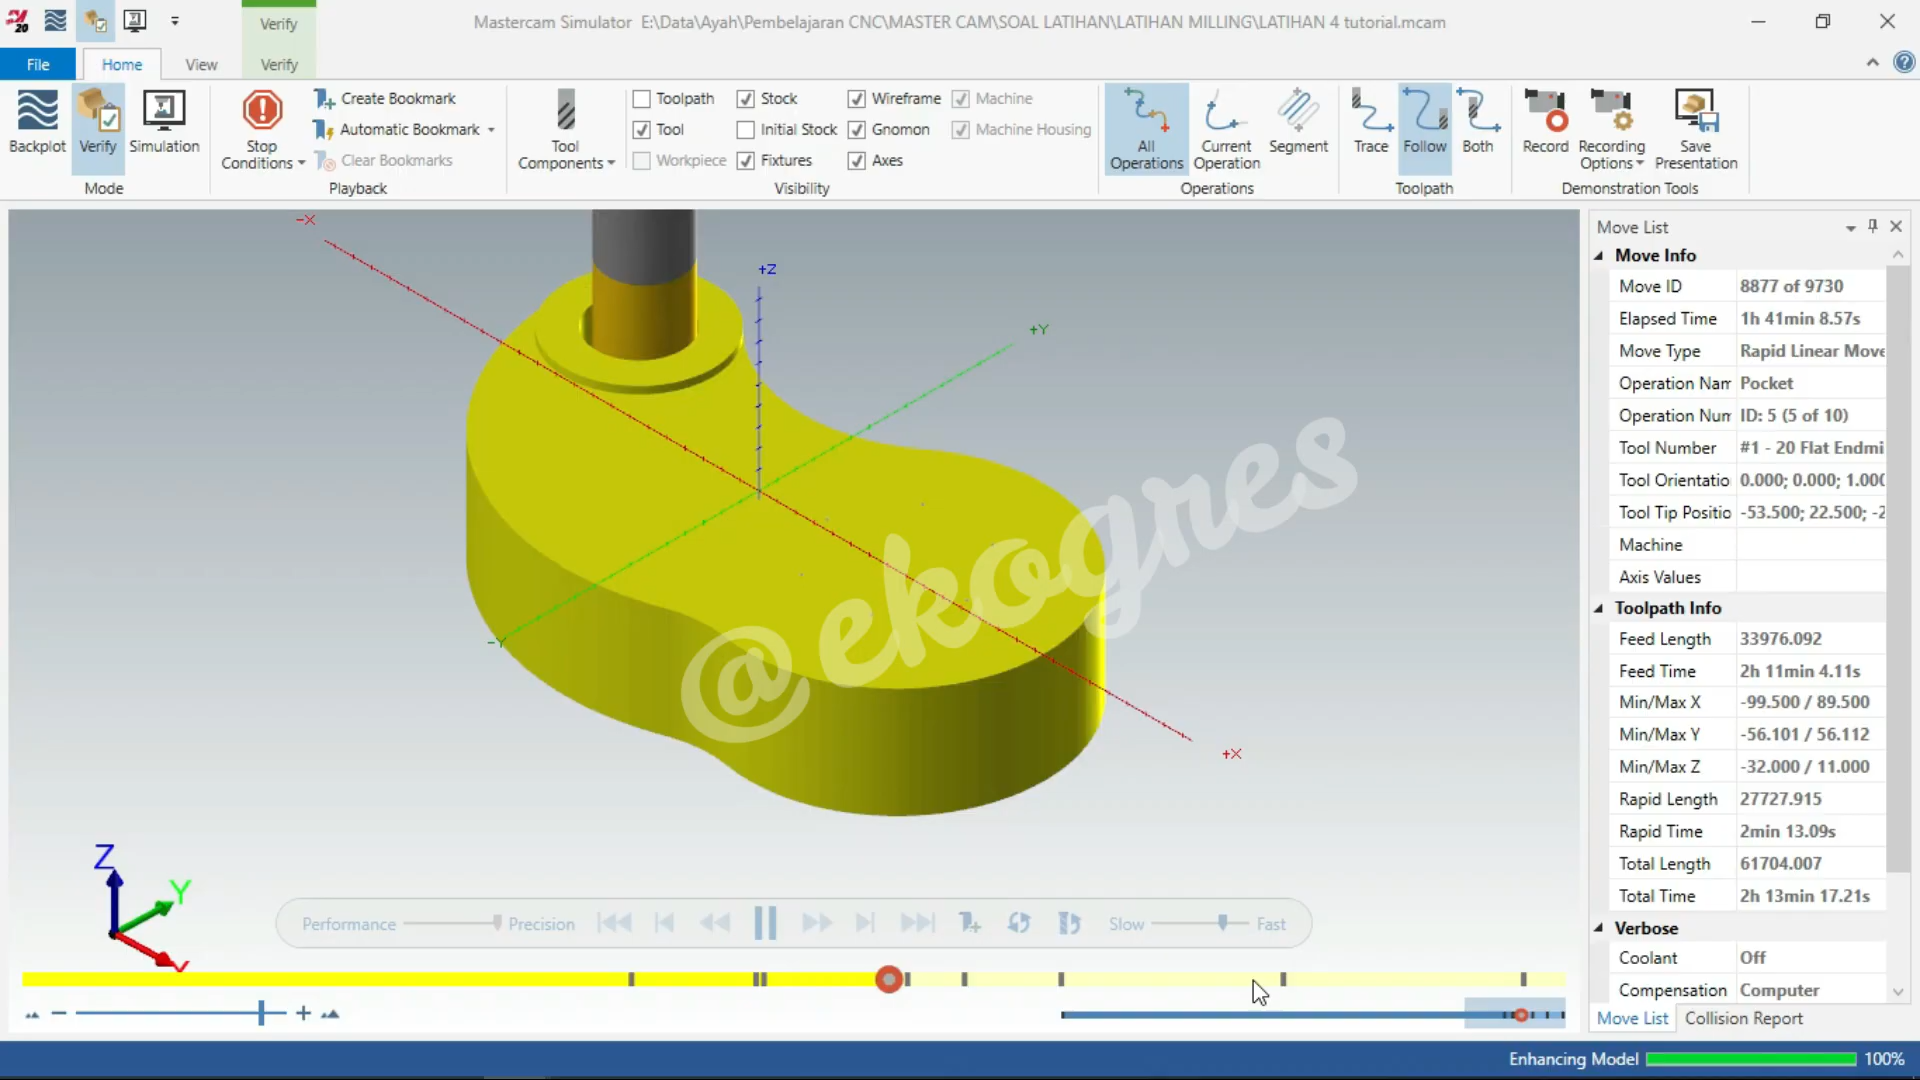 20
Verify
Mastercam Simulator E:\Data\Ayah\Pembelajaran CNC\MASTER CAM\SOAL LATIHAN\LATIHAN MILLING\LATIHAN 4 tutorial.mcam
File
Home
View
Verify
Backplot
Verify
Simulation
Mode
Stop Conditions
Create Bookmark
Automatic Bookmark
Clear Bookmarks
Playback
Tool Components
Toolpath
Tool
Workpiece
Stock
Initial Stock
Fixtures
Wireframe
Gnomon
Axes
Machine
Machine Housing
Visibility
All Operations
Current Operation
Segment
Operations
Trace
Follow
Both
Toolpath
Record
Recording Options
Save Presentation
Demonstration Tools
-X
+Z
+Y
-Y
+X
@ekogres
Z
Y
Performance
Precision
Slow
Fast
Move List
Move Info
Move ID 8877 of 9730
Elapsed Time 1h 41min 8.57s
Move Type Rapid Linear Move
Operation Nam Pocket
Operation Num ID: 5 (5 of 10)
Tool Number #1 - 20 Flat Endmi
Tool Orientatio 0.000; 0.000; 1.000
Tool Tip Positio -53.500; 22.500; -2
Machine
Axis Values
Toolpath Info
Feed Length 33976.092
Feed Time 2h 11min 4.11s
Min/Max X -99.500 / 89.500
Min/Max Y -56.101 / 56.112
Min/Max Z -32.000 / 11.000
Rapid Length 27727.915
Rapid Time 2min 13.09s
Total Length 61704.007
Total Time 2h 13min 17.21s
Verbose
Coolant Off
Compensation Computer
Move List
Collision Report
Enhancing Model 100%